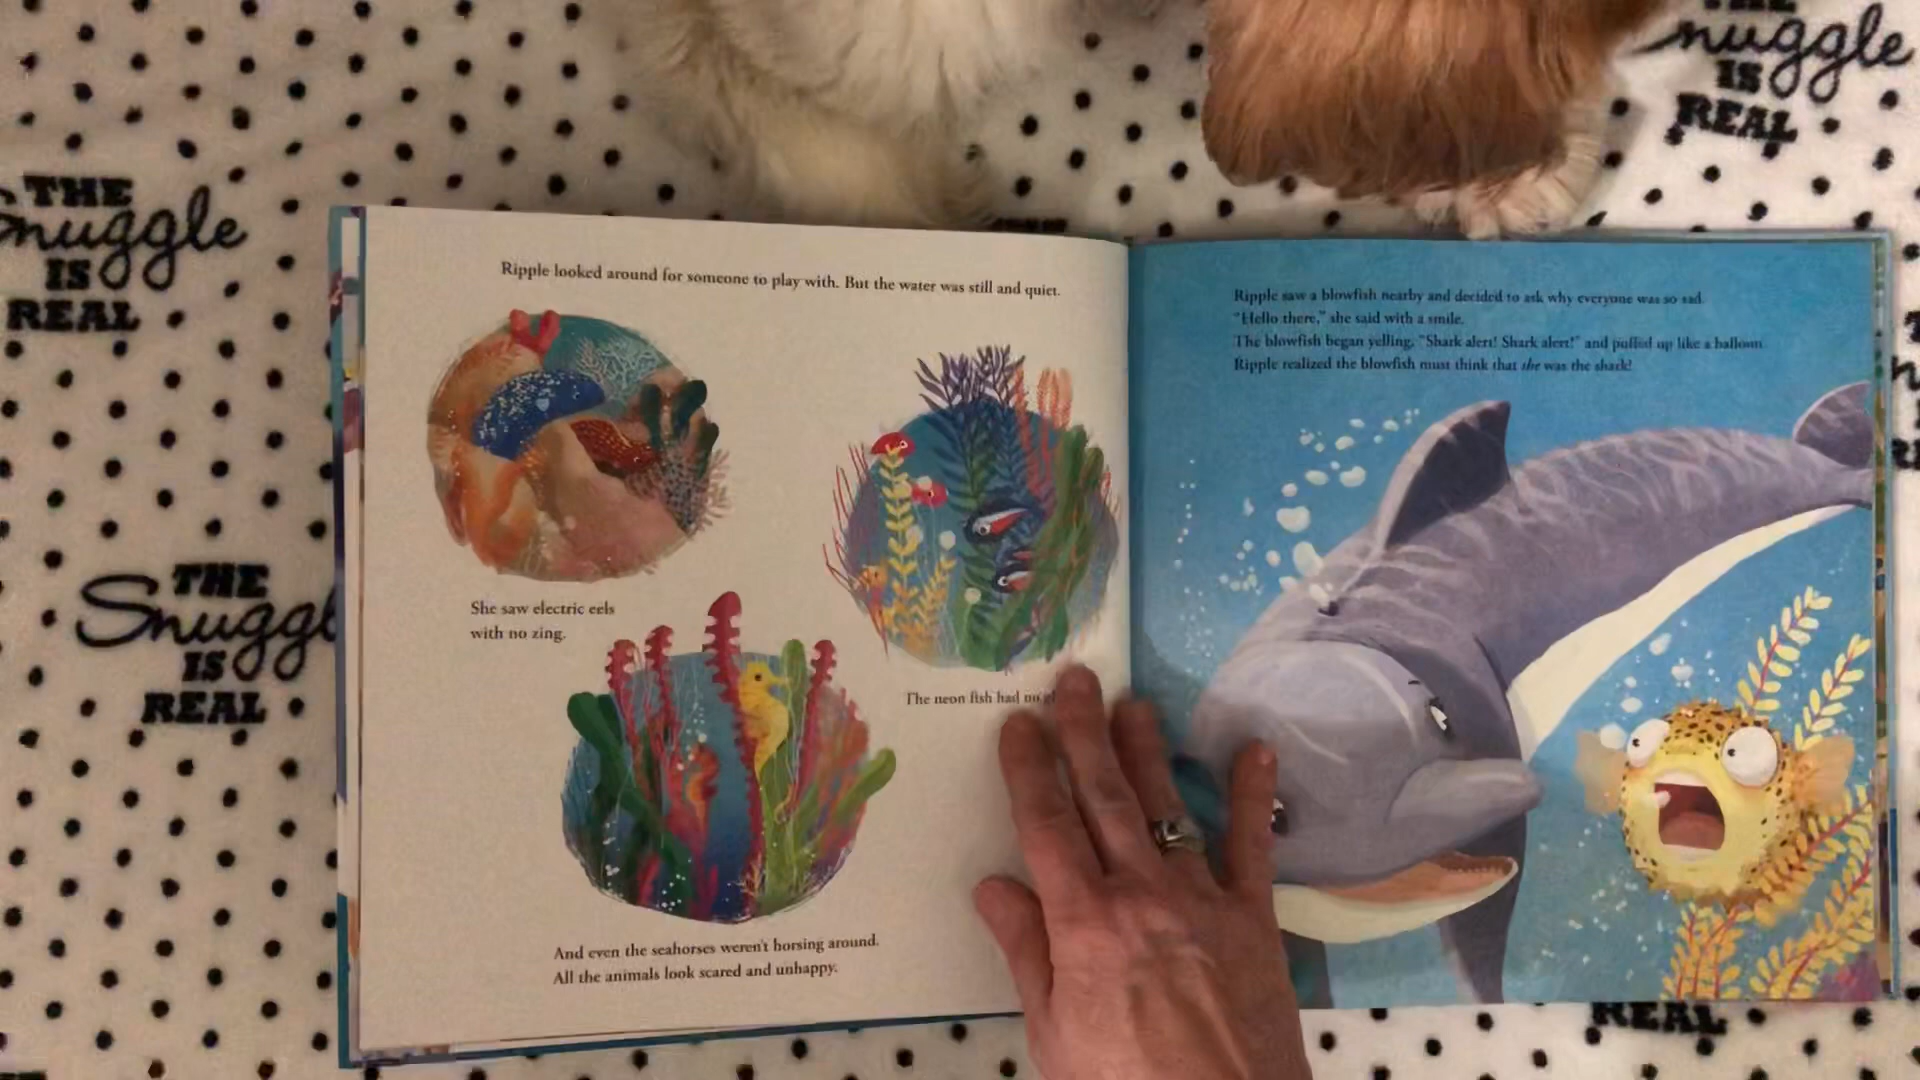 THE
Snuggle
IS
REAL
THE
Snuggle
IS
REAL
THE
Snuggle
IS
REAL
Ripple looked around for someone to play with. But the water was still and quiet.
She saw electric eels
with no zing.
The neon fish had no
And even the seahorses weren't horsing around.
All the animals look scared and unhappy.
Ripple saw a blowfish nearby and decided to ask why everyone was so sad.
"Hello there," she said with a smile.
The blowfish began yelling, "Shark alert! Shark alert!" and puffed up like a balloon.
Ripple realized the blowfish must think that she was the shark!
REAL